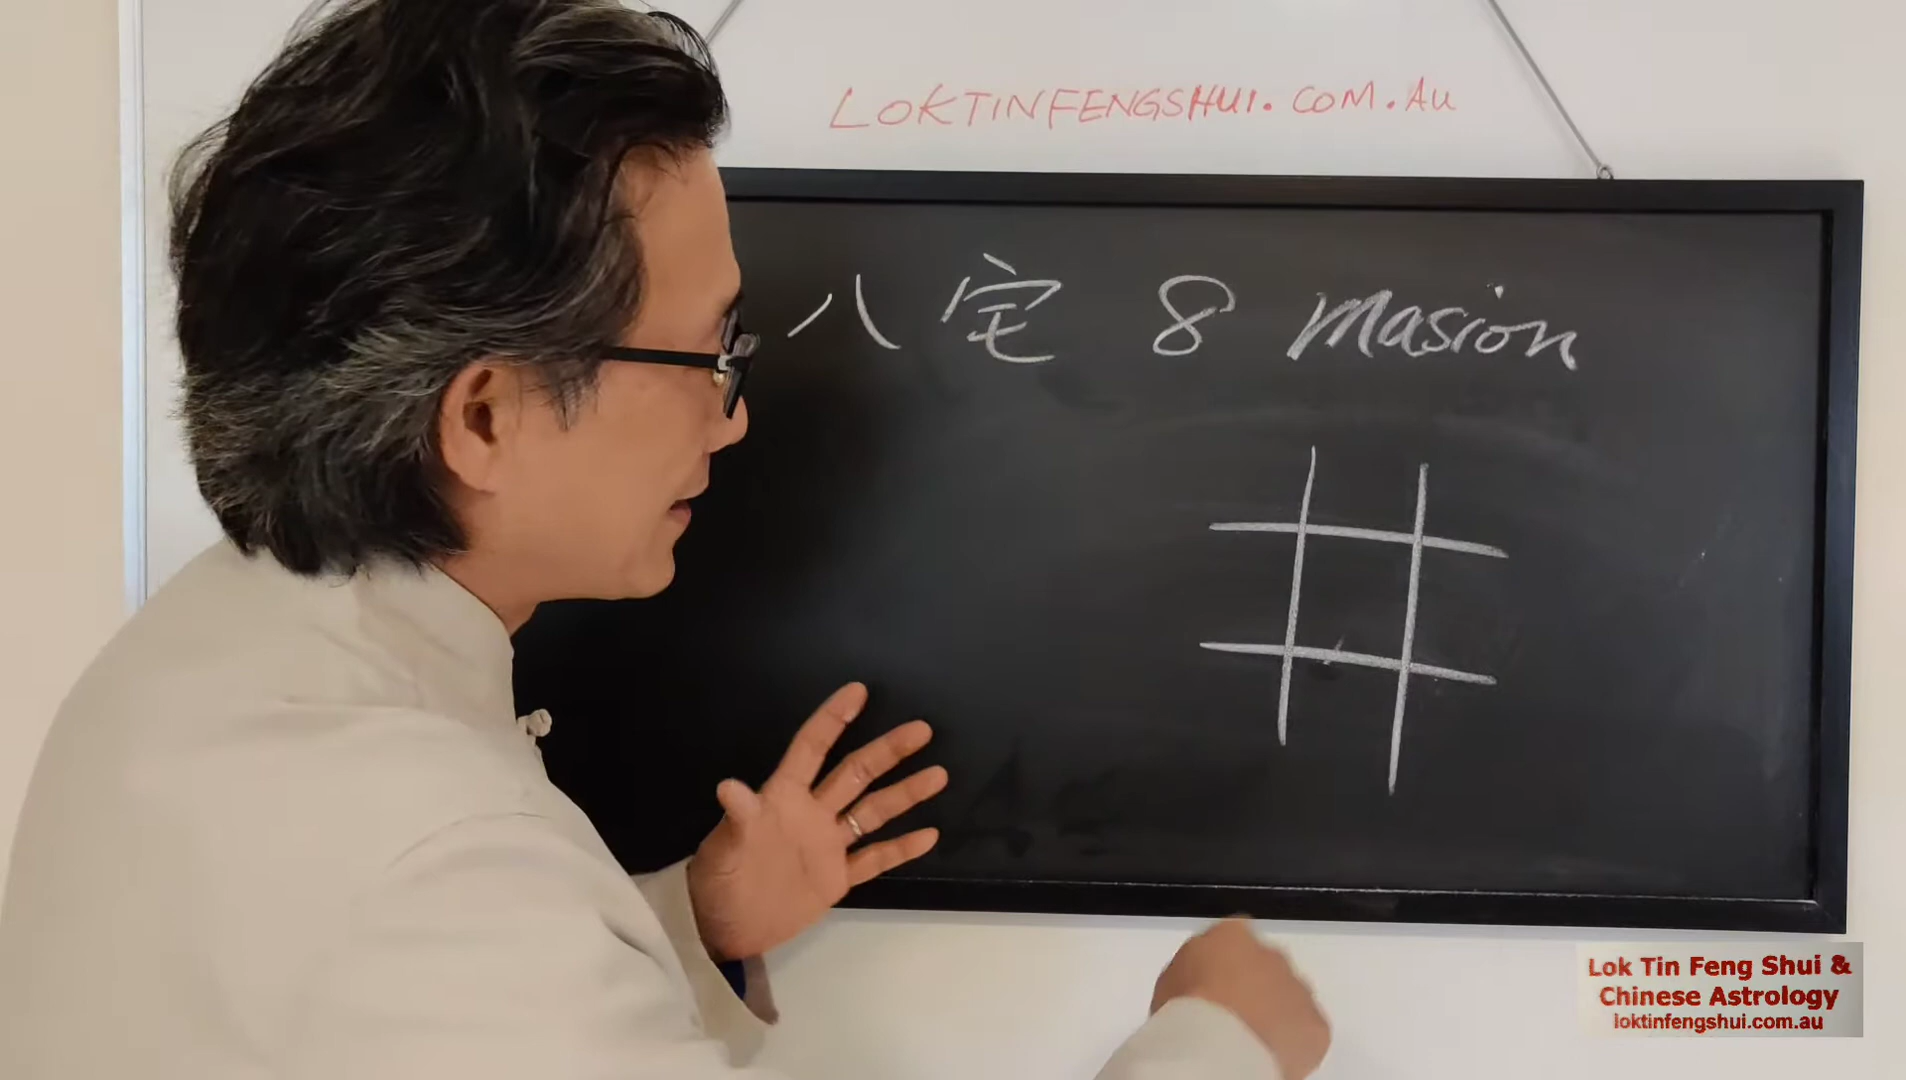 LOKTINFENGSHUI.COM.AU
八宅 8 Masion
Lok Tin Feng Shui &
Chinese Astrology
loktinfengshui.com.au